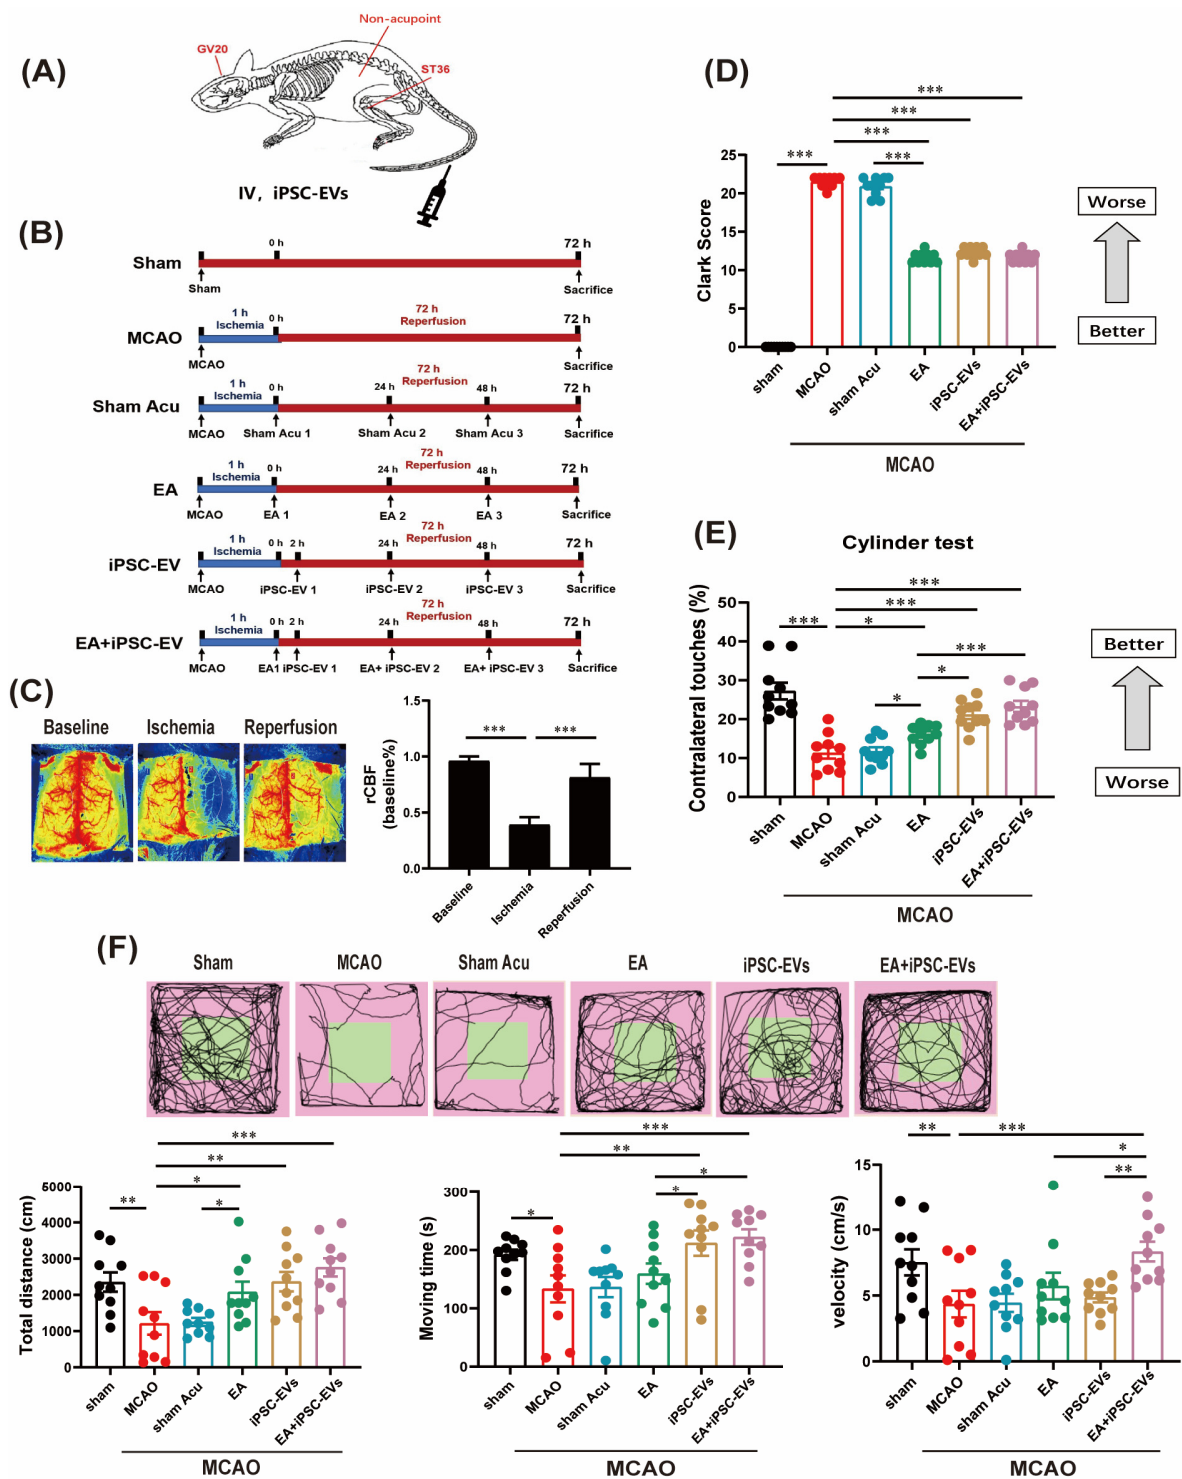 (A)
Non-acupoint
GV20
ST36
IV, iPSC-EVs
(B)
0 h
72 h
Sham
Sham
Sacrifice
1 h
Ischemia
72 h
Reperfusion
72 h
MCAO
MCAO
Sacrifice
1 h
Ischemia
0 h
24 h
72 h
Reperfusion
48 h
72 h
Sham Acu
MCAO
Sham Acu 1
Sham Acu 2
Sham Acu 3
Sacrifice
1 h
Ischemia
0 h
24 h
72 h
Reperfusion
48 h
72 h
EA
MCAO
EA 1
EA 2
EA 3
Sacrifice
1 h
Ischemia
0 h
2 h
24 h
72 h
Reperfusion
48 h
72 h
iPSC-EV
MCAO
iPSC-EV 1
iPSC-EV 2
iPSC-EV 3
Sacrifice
1 h
Ischemia
0 h
2 h
24 h
72 h
Reperfusion
48 h
72 h
EA+iPSC-EV
MCAO
EA1 iPSC-EV 1
EA+ iPSC-EV 2
EA+ iPSC-EV 3
Sacrifice
(C)
Baseline
Ischemia
Reperfusion
rCBF
(baseline%)
1.5
1.0
0.5
0.0
***
***
Baseline
Ischemia
Reperfusion
(D)
***
***
***
***
***
Clark Score
25
20
15
10
5
0
sham
MCAO
sham Acu
EA
iPSC-EVs
EA+iPSC-EVs
MCAO
Worse
Better
(E)
Cylinder test
***
***
***
*
***
*
*
Contralateral touches (%)
50
40
30
20
10
0
sham
MCAO
sham Acu
EA
iPSC-EVs
EA+iPSC-EVs
MCAO
Better
Worse
(F)
Sham
MCAO
Sham Acu
EA
iPSC-EVs
EA+iPSC-EVs
***
**
*
**
*
Total distance (cm)
5000
4000
3000
2000
1000
0
sham
MCAO
sham Acu
EA
iPSC-EVs
EA+iPSC-EVs
MCAO
***
**
*
*
*
Moving time (s)
300
200
100
0
sham
MCAO
sham Acu
EA
iPSC-EVs
EA+iPSC-EVs
MCAO
**
***
*
**
velocity (cm/s)
15
10
5
0
sham
MCAO
sham Acu
EA
iPSC-EVs
EA+iPSC-EVs
MCAO